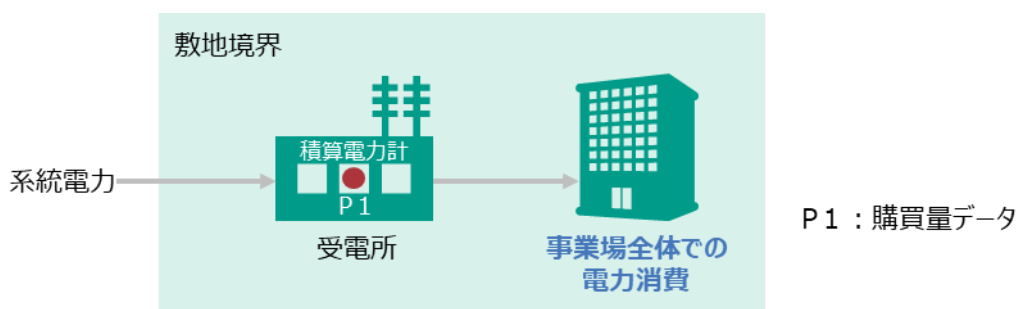 敷地境界
積算電力計
系統電力
P1
受電所
事業場全体での
電力消費
P1：購買量データ